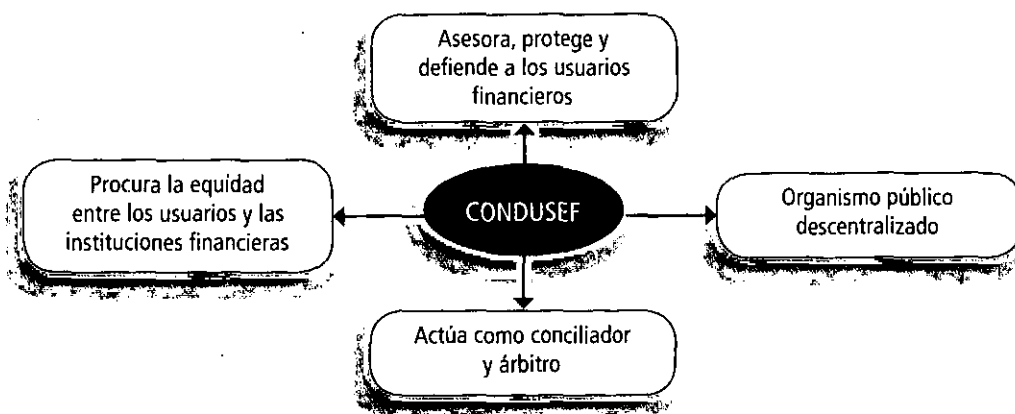 Asesora, protege y
defiende a los usuarios
financieros
Procura la equidad
entre los usuarios y las
instituciones financieras
CONDUSEF
Organismo público
descentralizado
Actúa como conciliador
y árbitro